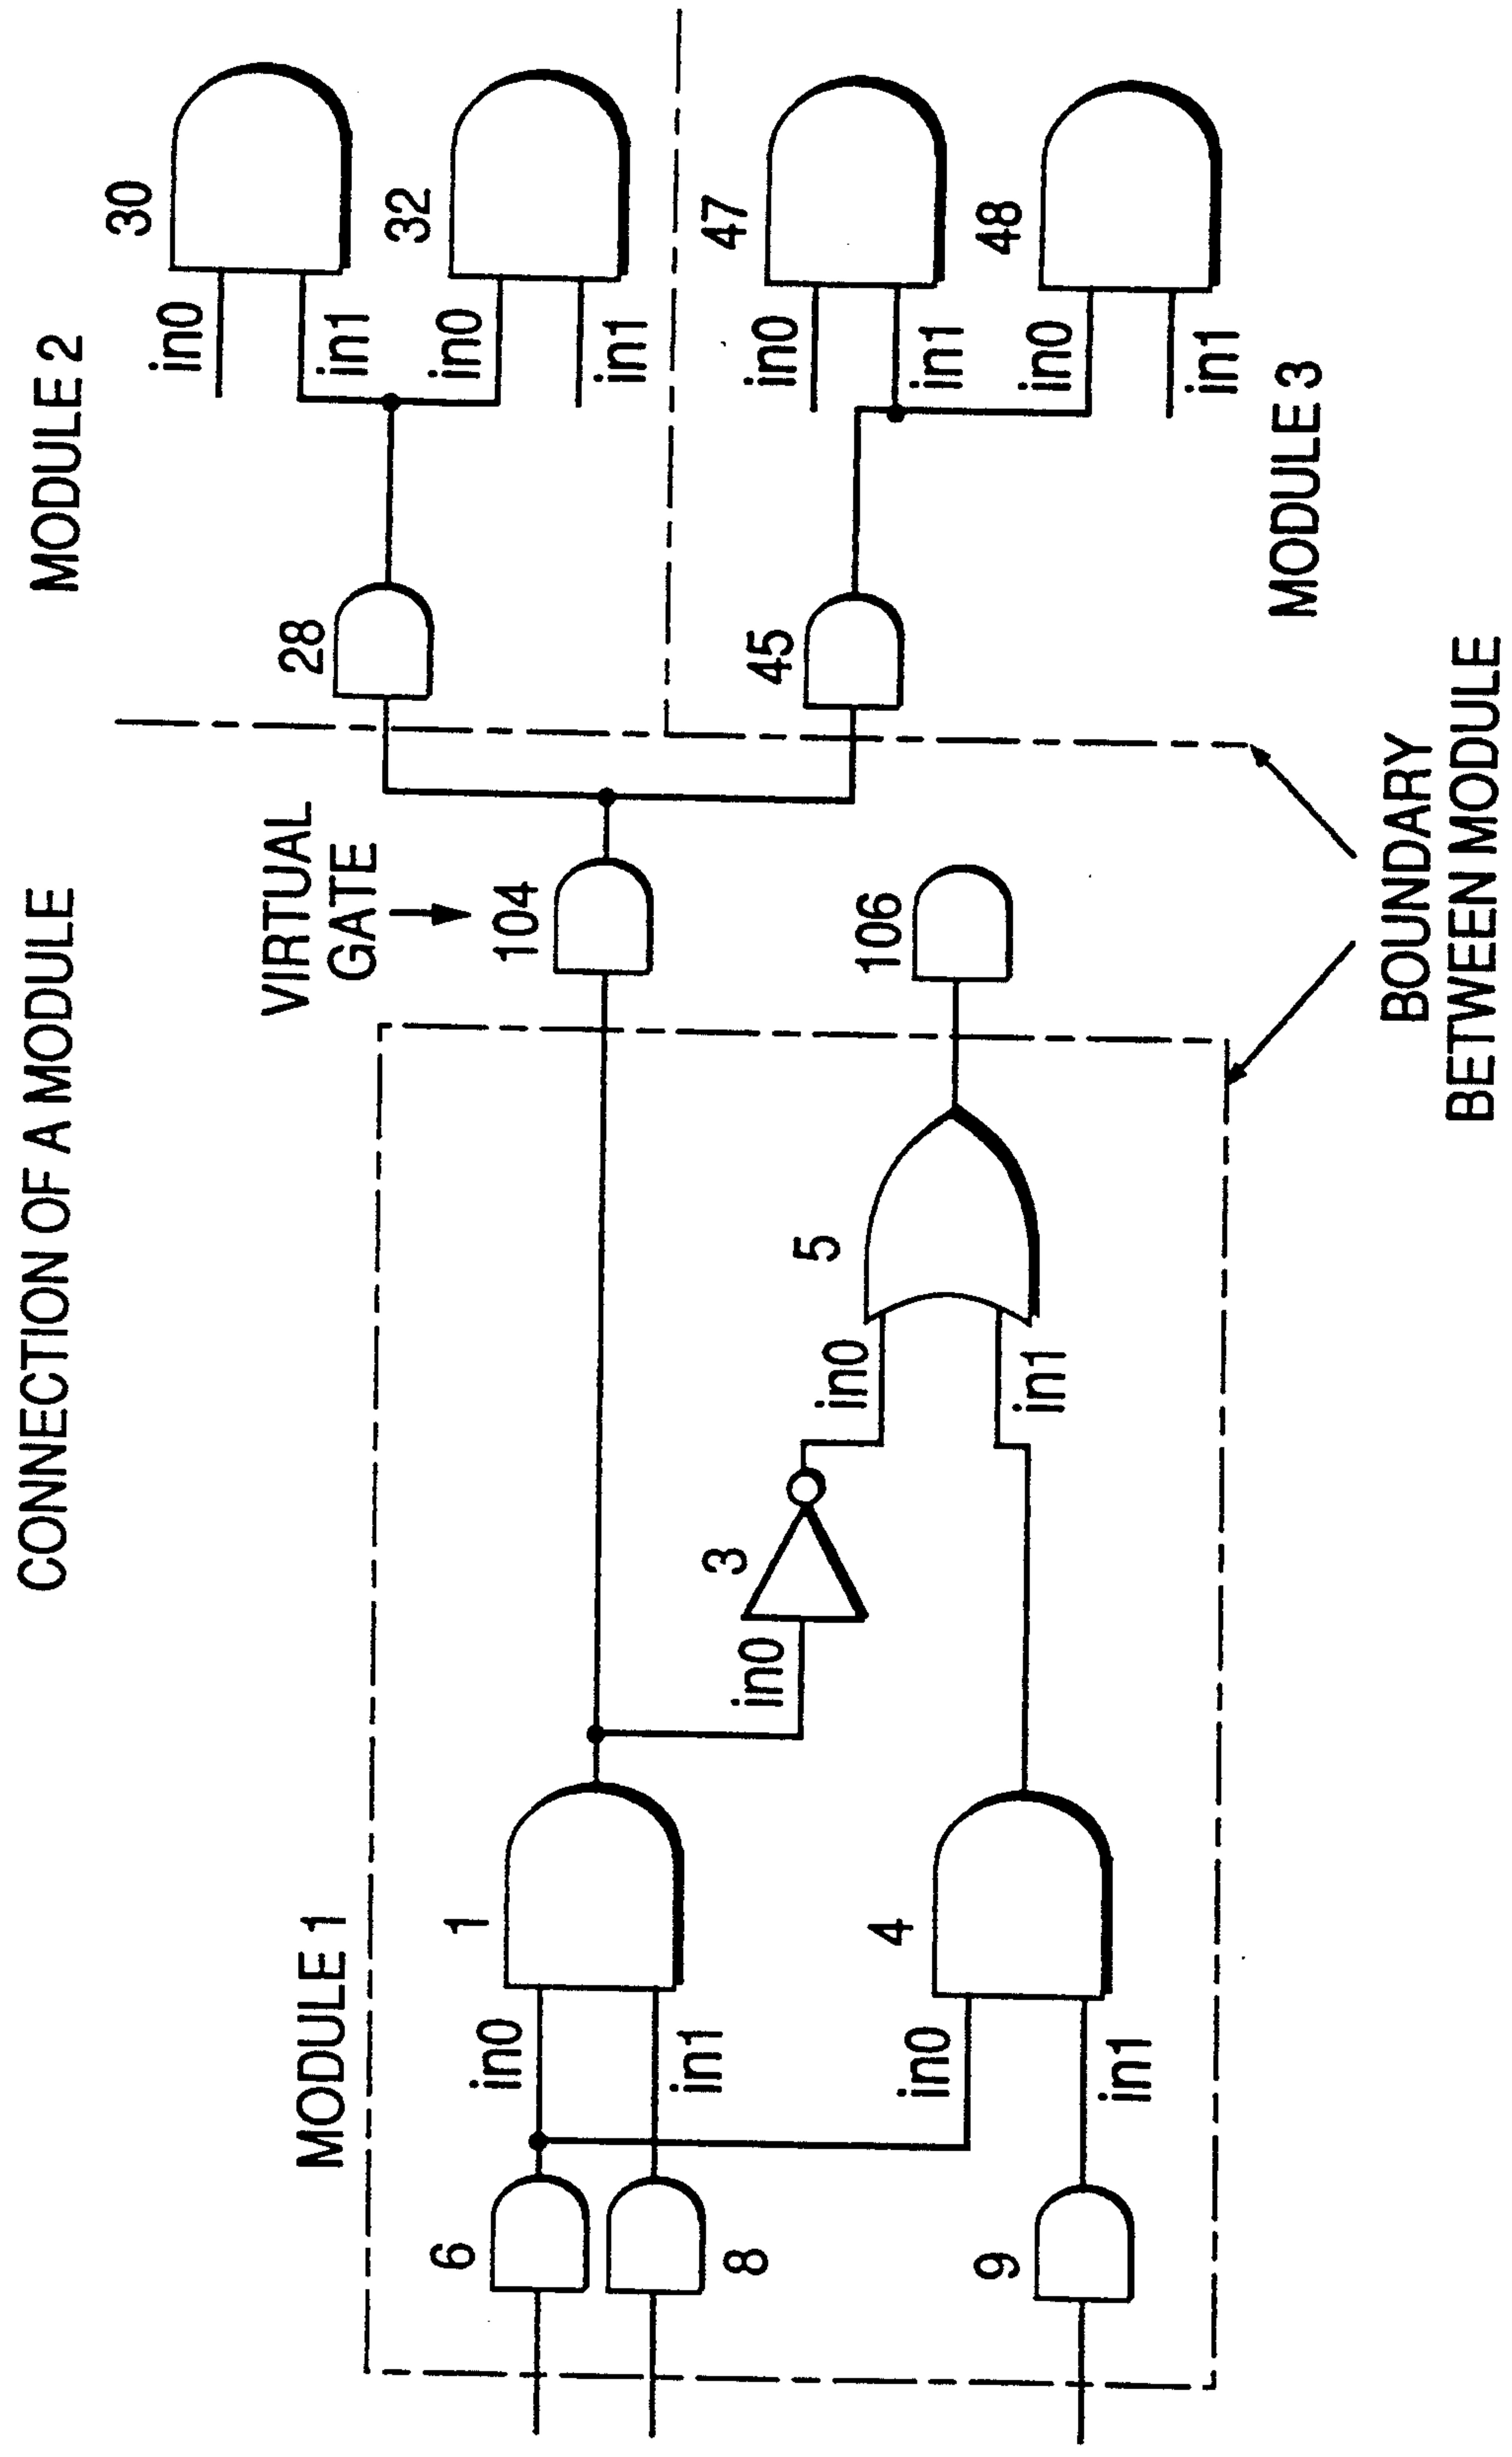 CONNECTION OF A MODULE
MODULE 1
6
8
9
in0
in1
1
in0
in1
4
in0
3
in0
in1
5
VIRTUAL
GATE
104
106
MODULE 2
28
in0
in1
30
in0
in1
32
45
in0
in1
47
in0
in1
48
MODULE 3
BOUNDARY
BETWEEN MODULE